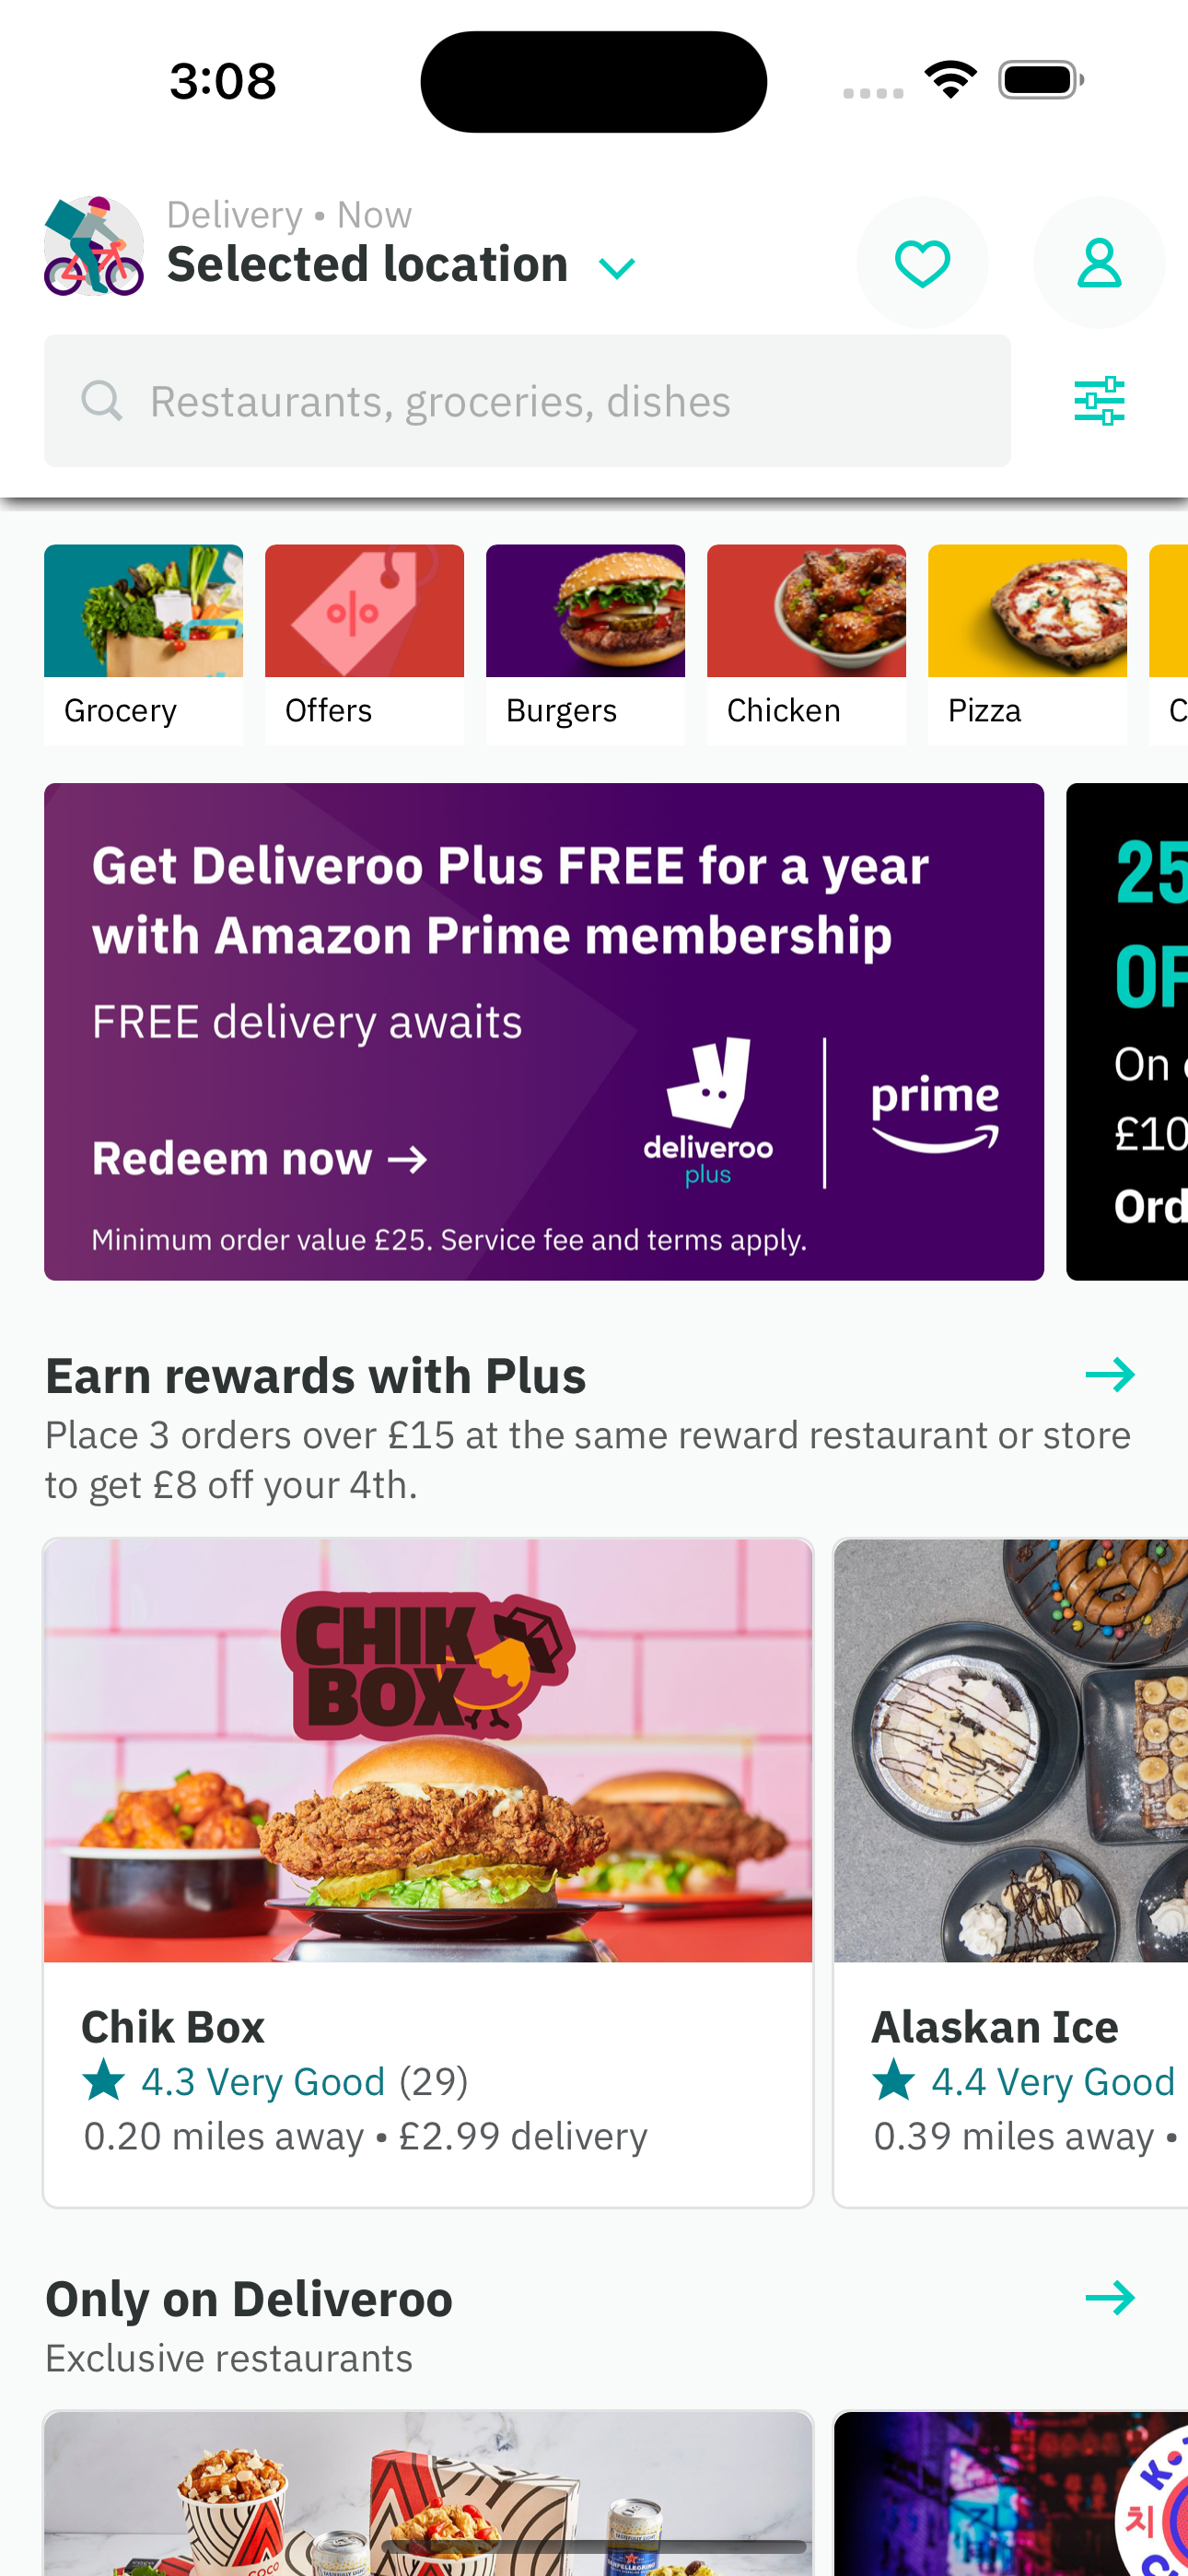 3:08
Delivery • Now
Selected location
Restaurants, groceries, dishes
Grocery
Offers
Burgers
Chicken
Pizza
C
Get Deliveroo Plus FREE for a year
with Amazon Prime membership
FREE delivery awaits
Redeem now →
deliveroo
plus
prime
Minimum order value £25. Service fee and terms apply.
25
OF
On
£10
Ord
Earn rewards with Plus
Place 3 orders over £15 at the same reward restaurant or store
to get £8 off your 4th.
CHIK
BOX
Chik Box
4.3 Very Good (29)
0.20 miles away • £2.99 delivery
Alaskan Ice
4.4 Very Good
0.39 miles away •
Only on Deliveroo
Exclusive restaurants
COCO
K
치